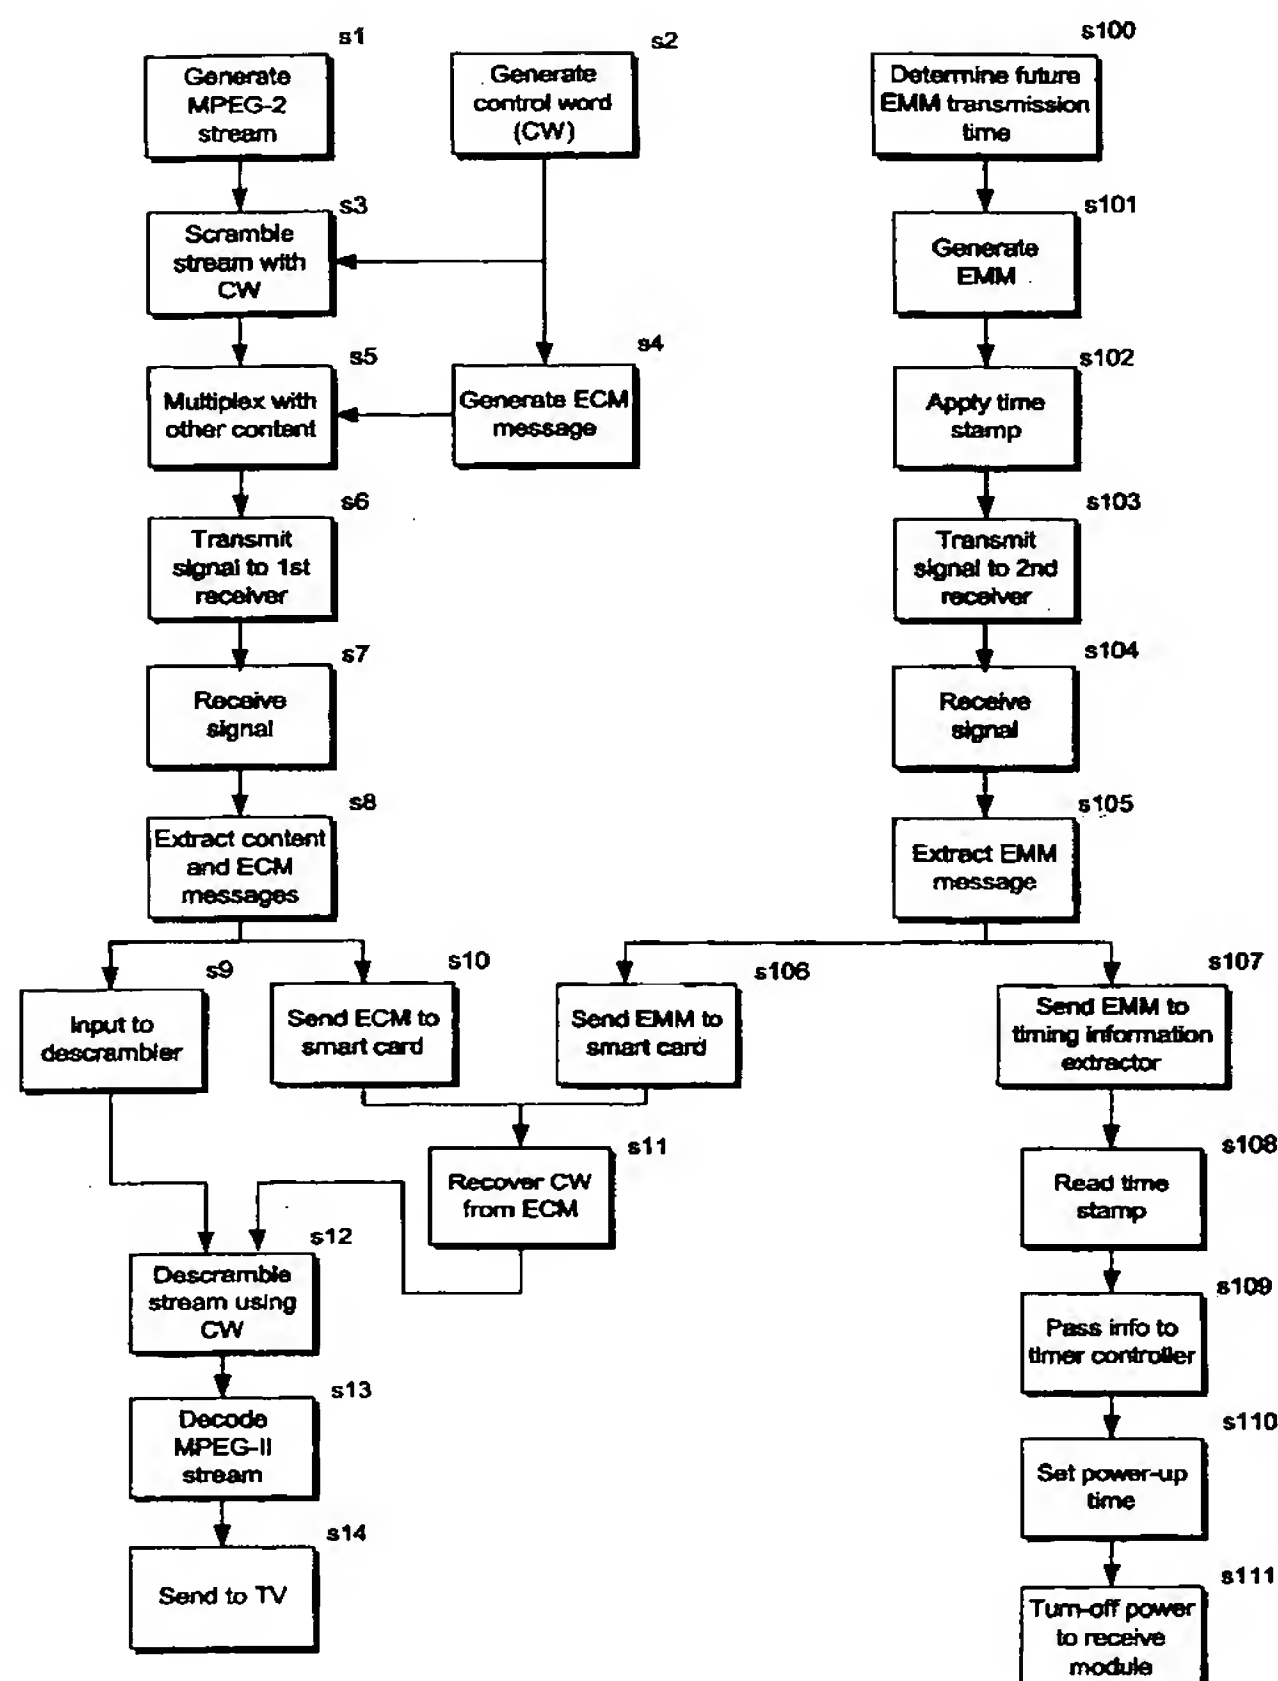 s1
Generate
MPEG-2
stream
s2
Generate
control word
(CW)
s100
Determine future
EMM transmission
time
s3
Scramble
stream with
CW
s101
Generate
EMM
s5
Multiplex with
other content
s4
Generate ECM
message
s102
Apply time
stamp
s6
Transmit
signal to 1st
receiver
s103
Transmit
signal to 2nd
receiver
s7
Receive
signal
s104
Receive
signal
s8
Extract content
and ECM
messages
s105
Extract EMM
message
s9
Input to
descrambler
s10
Send ECM to
smart card
s106
Send EMM to
smart card
s107
Send EMM to
timing information
extractor
s11
Recover CW
from ECM
s108
Read time
stamp
s12
Descramble
stream using
CW
s109
Pass info to
timer controller
s13
Decode
MPEG-II
stream
s110
Set power-up
time
s14
Send to TV
s111
Turn-off power
to receive
module